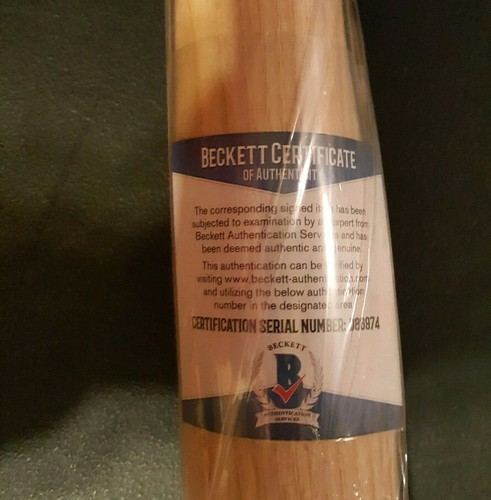 BECKETT CERTIFICATE
OF AUTHENTICITY
The corresponding signed item has been
subjected to examination by an expert from
Beckett Authentication Services and has
been deemed authentic and genuine.
This authentication can be verified by
visiting www.beckett-authentication.com
and utilizing the below authentication
number in the designated area
CERTIFICATION SERIAL NUMBER:
BECKETT
B
AUTHENTICATION
SERVICES